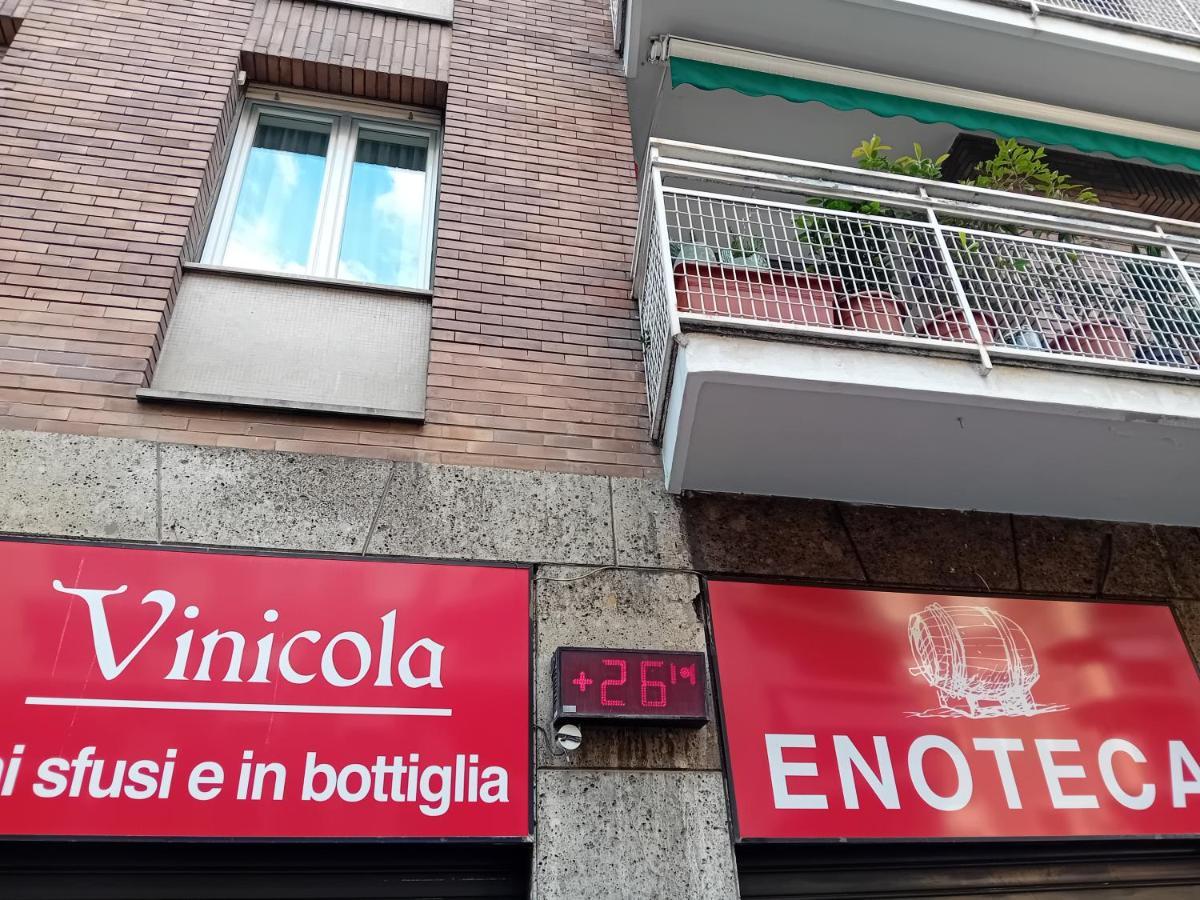 Vinicola
sfusi e in bottiglia
+26
ENOTECA